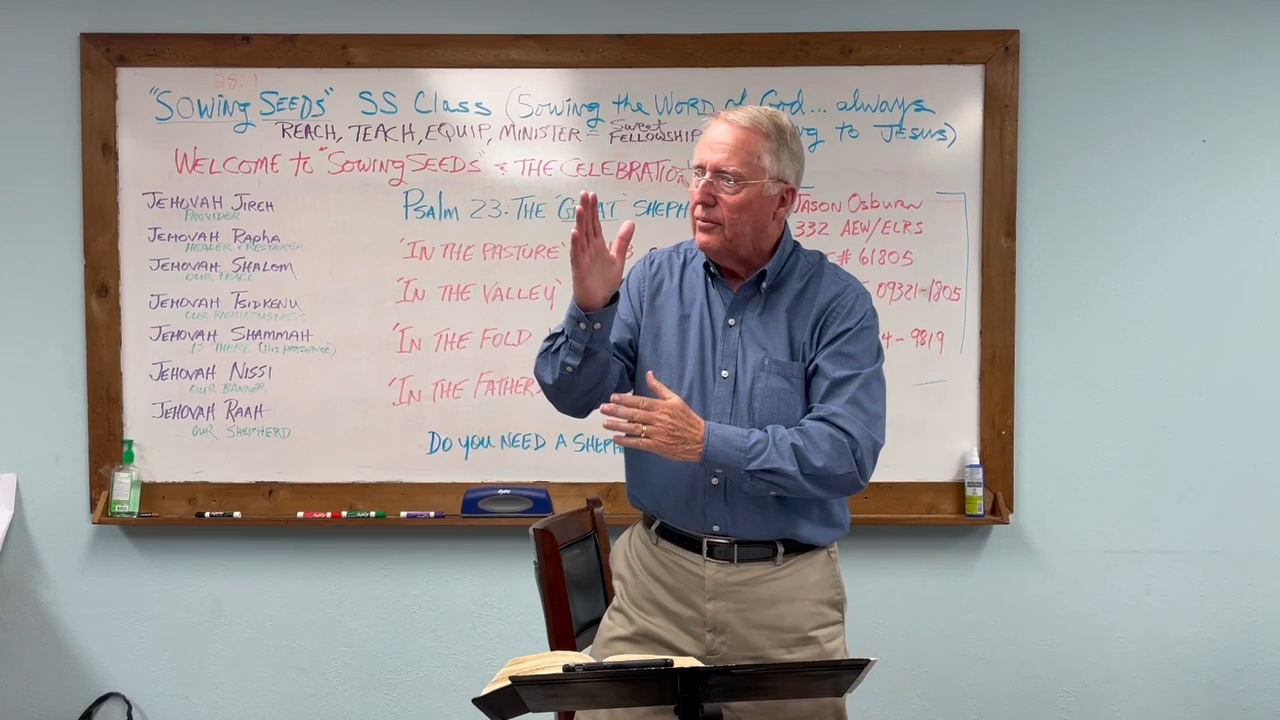 38:1
"SOWING SEEDS" SS CLASS (SOWING THE WORD OF GOD... always
TO JESUS)
REACH, TEACH, EQUIP, MINISTER = Sweet FELLOWSHIP
WELCOME TO "SOWING SEEDS" & THE CELEBRATION
JEHOVAH JIREH
PROVIDER
JEHOVAH RAPHA
HEALER & RESTORER
JEHOVAH SHALOM
OUR PEACE
JEHOVAH TSIDKENU
OUR RIGHTEOUSNESS
JEHOVAH SHAMMAH
IS THERE (HIS PRESENCE)
JEHOVAH NISSI
OUR BANNER
JEHOVAH RAAH
OUR SHEPHERD
PSALM 23. THE 'GREAT' SHEPH
'IN THE PASTURE'
'IN THE VALLEY'
'IN THE FOLD
'IN THE FATHERS
DO YOU NEED A SHEPH
JASON OSBURN
332 AEW/ELRS
# 61805
09321-1805
4-9819